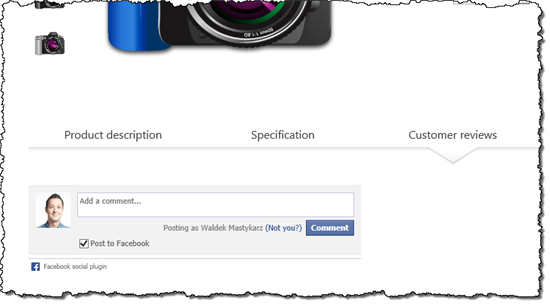 Product description Specification Customer reviews
Add a comment...
Posting as Waldek Mastykarz (Not you?) Comment
Post to Facebook
Facebook social plugin